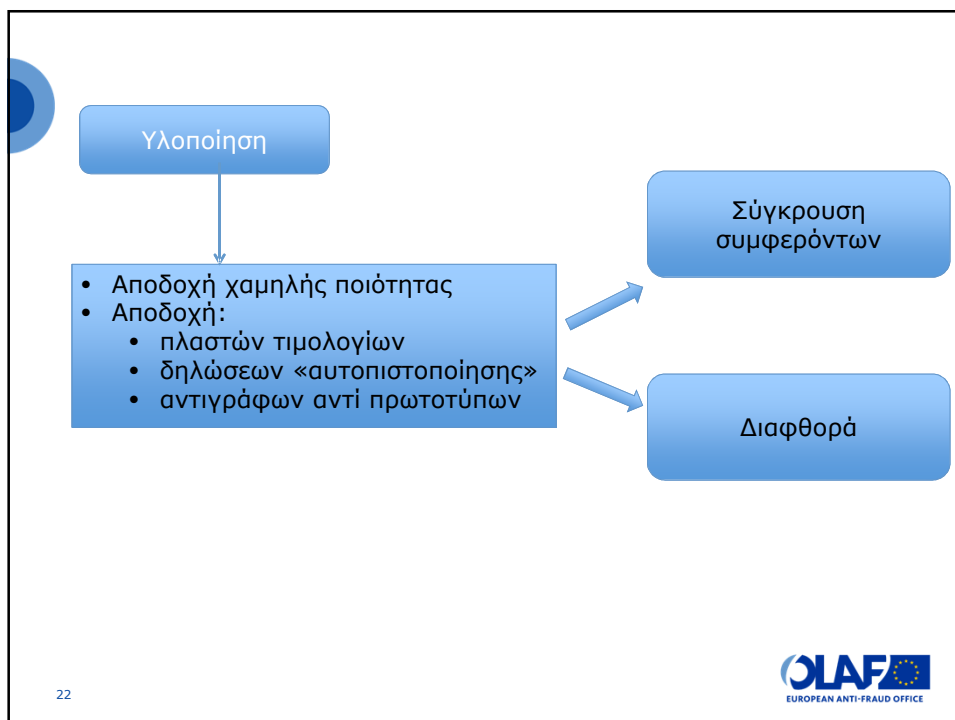 Υλοποίηση
Σύγκρουση
συμφερόντων
• Αποδοχή χαμηλής ποιότητας
• Αποδοχή:
• πλαστών τιμολογίων
• δηλώσεων «αυτοπιστοποίησης»
• αντιγράφων αντί πρωτοτύπων
Διαφθορά
22
OLAF
EUROPEAN ANTI-FRAUD OFFICE